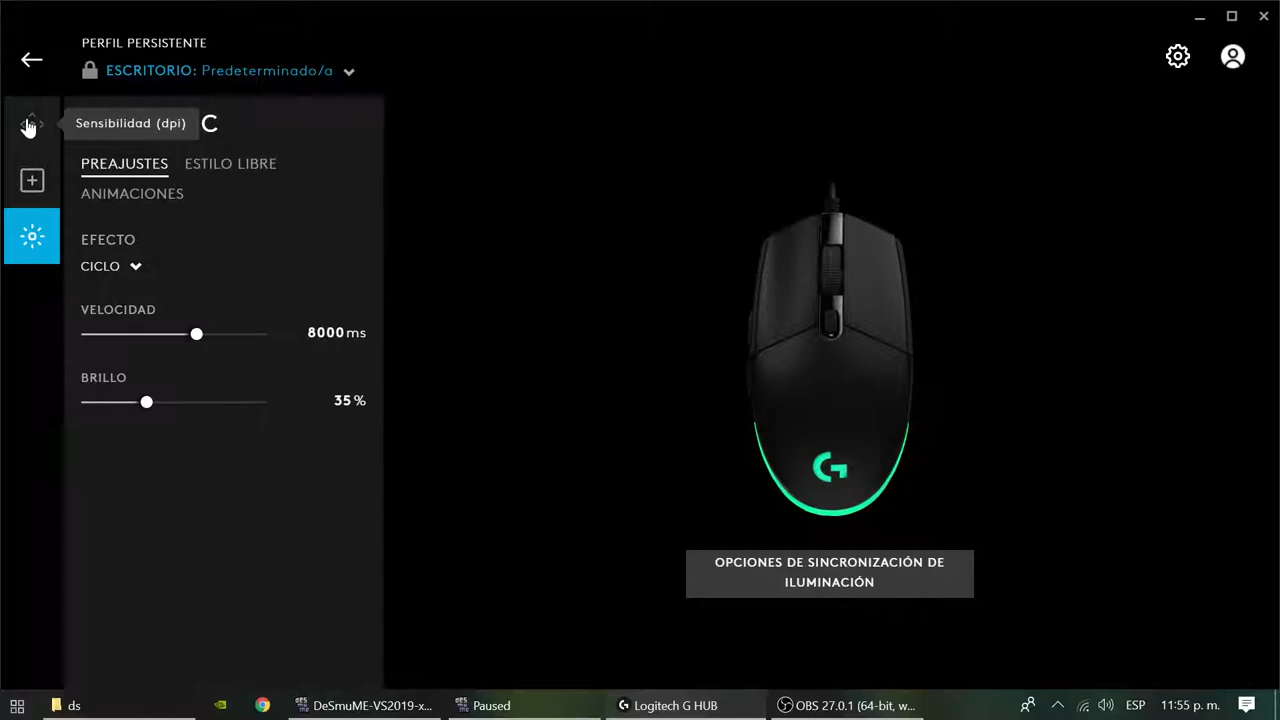 PERFIL PERSISTENTE
ESCRITORIO: Predeterminado/a
Sensibilidad (dpi)
C
PREAJUSTES ESTILO LIBRE
ANIMACIONES
EFECTO
CICLO
VELOCIDAD
8000 ms
BRILLO
35 %
OPCIONES DE SINCRONIZACIÓN DE
ILUMINACIÓN
ds DeSmuME-VS2019-x... Paused Logitech G HUB OBS 27.0.1 (64-bit, w... ESP 11:55 p. m.